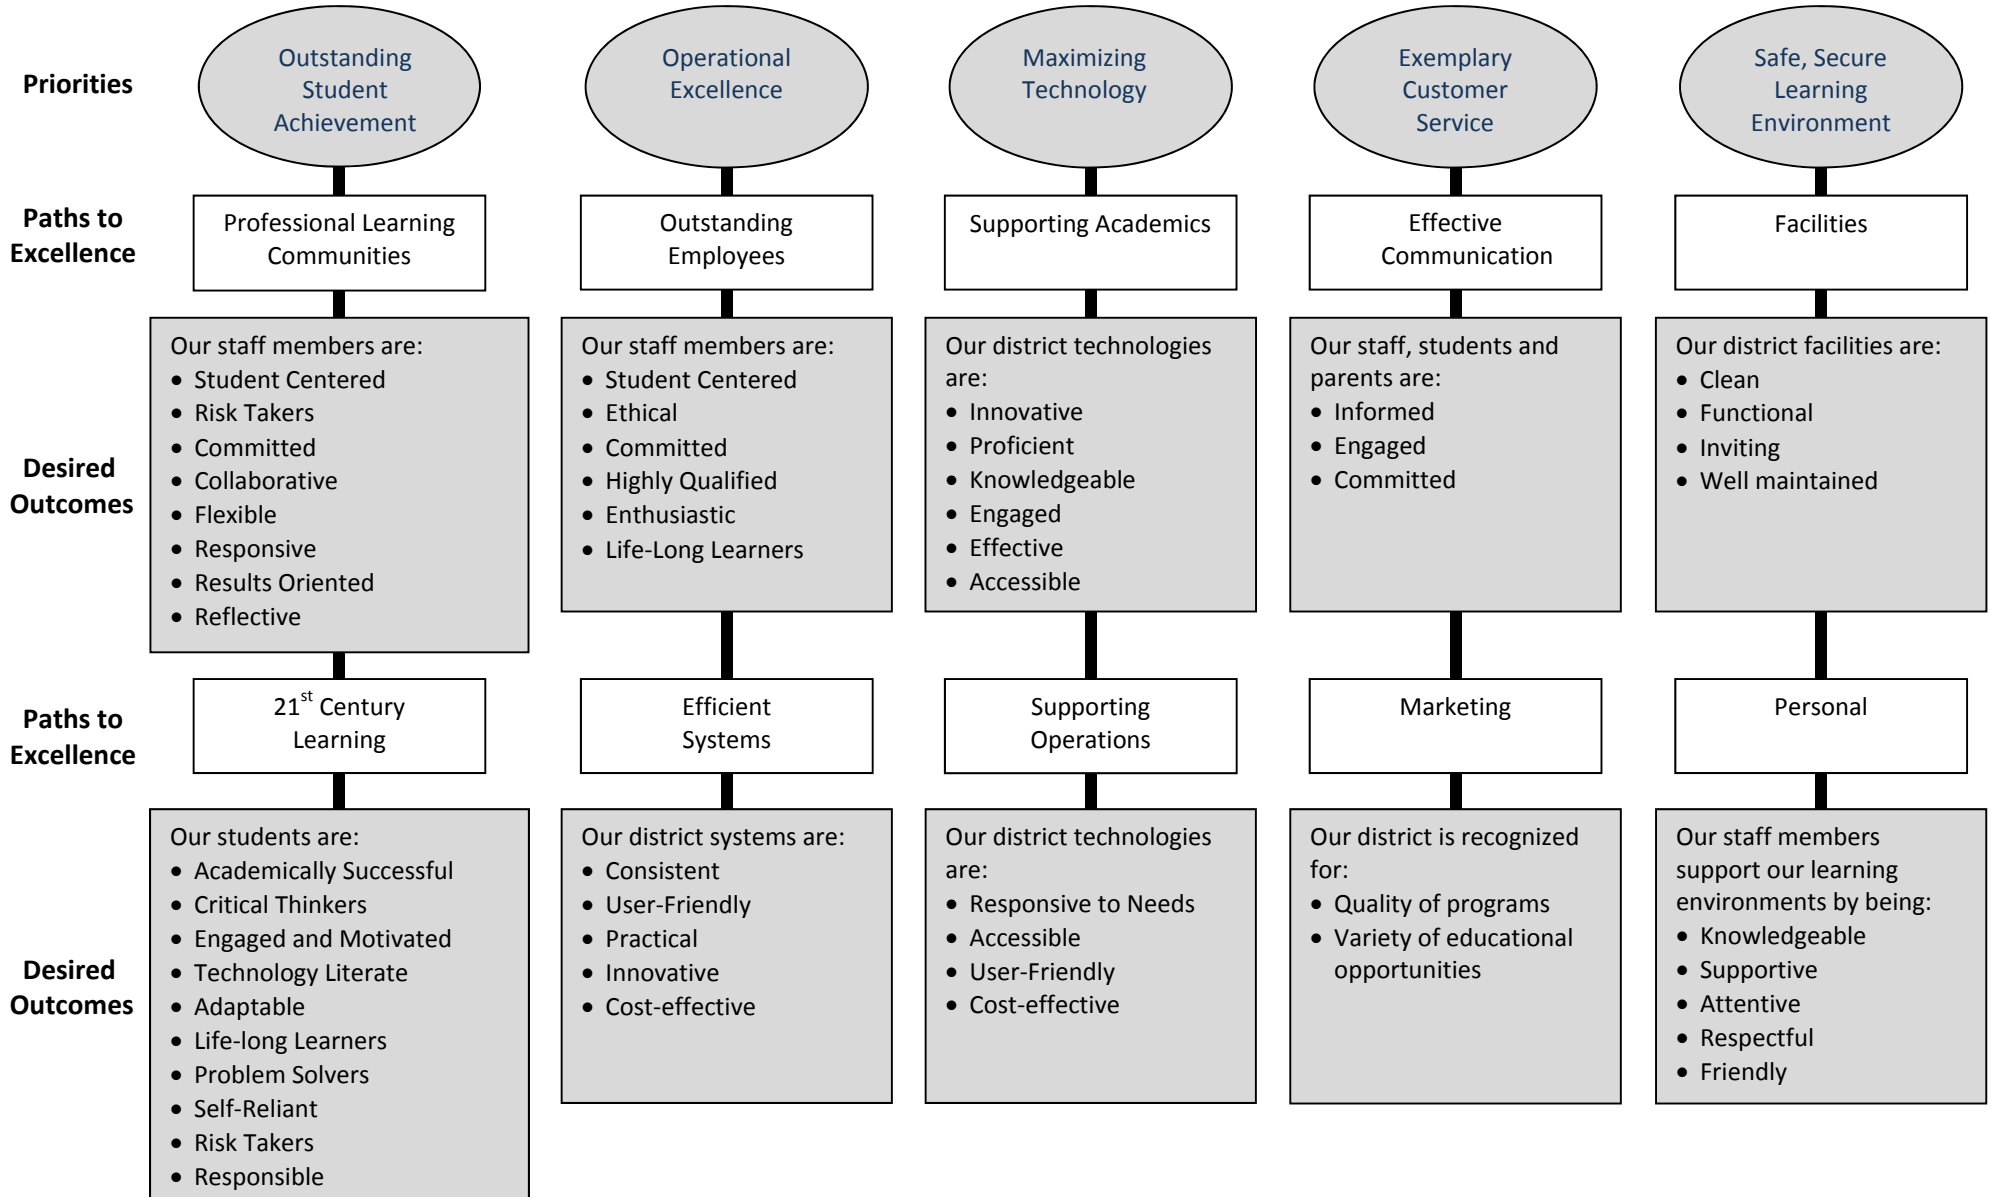 Priorities
Outstanding
Student
Achievement
Operational
Excellence
Maximizing
Technology
Exemplary
Customer
Service
Safe, Secure
Learning
Environment
Paths to
Excellence
Professional Learning
Communities
Outstanding
Employees
Supporting Academics
Effective
Communication
Facilities
Desired
Outcomes
Our staff members are:
• Student Centered
• Risk Takers
• Committed
• Collaborative
• Flexible
• Responsive
• Results Oriented
• Reflective
Our staff members are:
• Student Centered
• Ethical
• Committed
• Highly Qualified
• Enthusiastic
• Life-Long Learners
Our district technologies
are:
• Innovative
• Proficient
• Knowledgeable
• Engaged
• Effective
• Accessible
Our staff, students and
parents are:
• Informed
• Engaged
• Committed
Our district facilities are:
• Clean
• Functional
• Inviting
• Well maintained
Paths to
Excellence
21st Century
Learning
Efficient
Systems
Supporting
Operations
Marketing
Personal
Desired
Outcomes
Our students are:
• Academically Successful
• Critical Thinkers
• Engaged and Motivated
• Technology Literate
• Adaptable
• Life-long Learners
• Problem Solvers
• Self-Reliant
• Risk Takers
• Responsible
Our district systems are:
• Consistent
• User-Friendly
• Practical
• Innovative
• Cost-effective
Our district technologies
are:
• Responsive to Needs
• Accessible
• User-Friendly
• Cost-effective
Our district is recognized
for:
• Quality of programs
• Variety of educational
opportunities
Our staff members
support our learning
environments by being:
• Knowledgeable
• Supportive
• Attentive
• Respectful
• Friendly